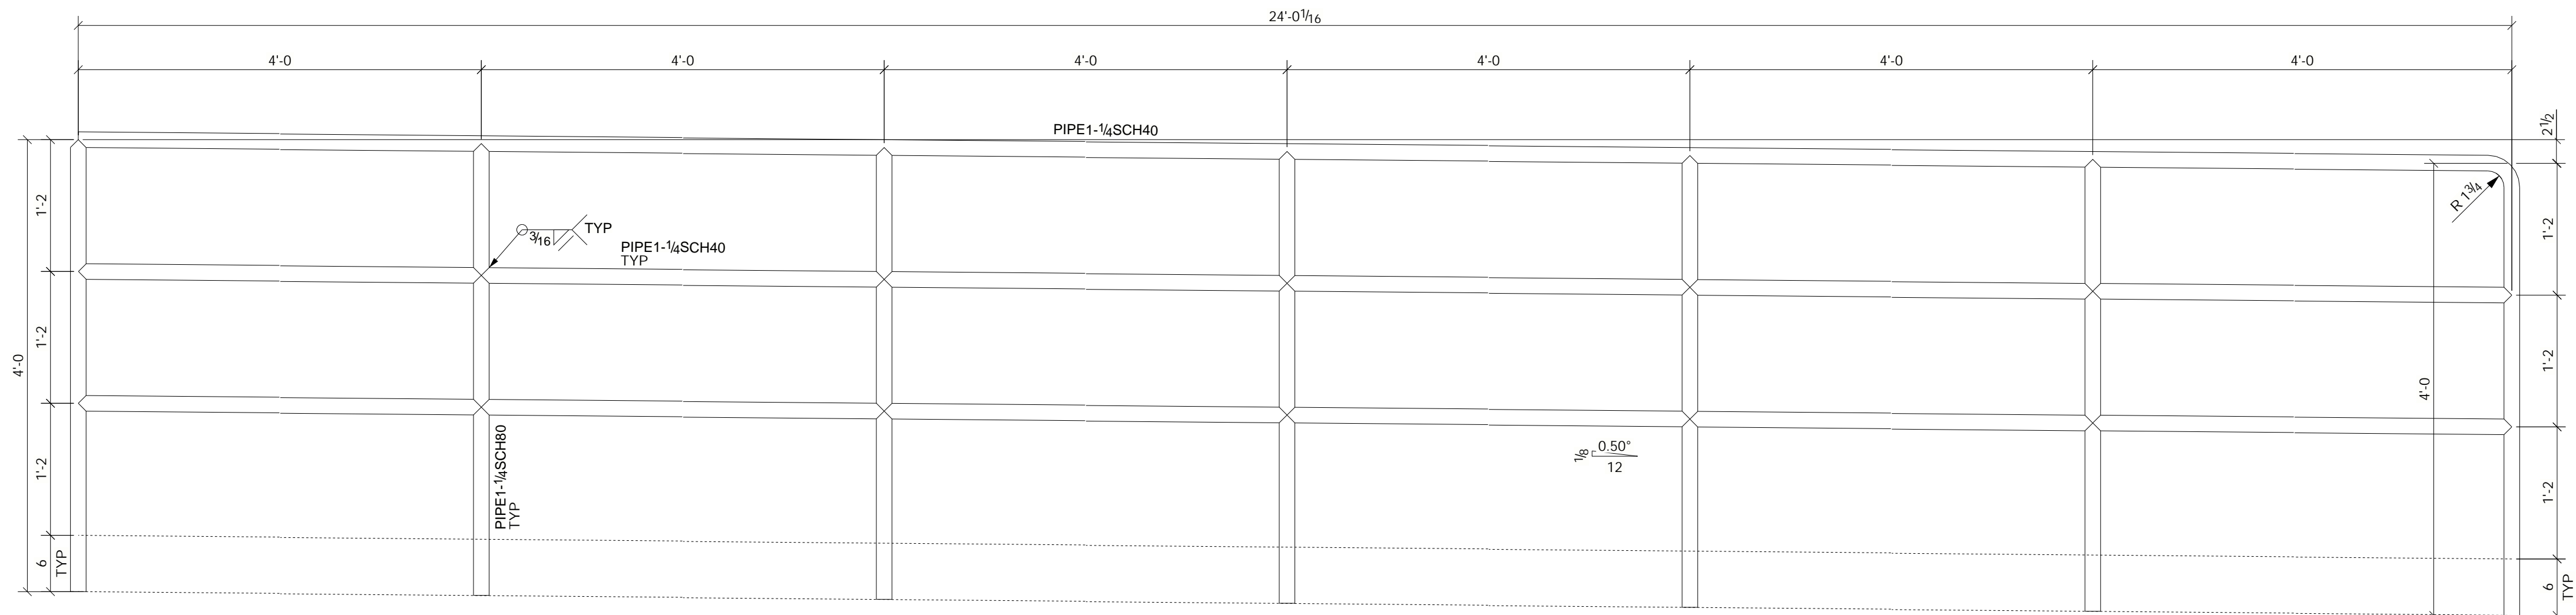 24'-0 1/16
4'-0 4'-0 4'-0 4'-0 4'-0 4'-0
PIPE1-1/4SCH40
2 1/2
1'-2
R 1 3/4
1'-2
3/16 TYP
PIPE1-1/4SCH40
TYP
1'-2
1'-2
4'-0
4'-0
PIPE1-1/4SCH80
TYP
1/8 0.50°
12
1'-2
1'-2
6 TYP
6 TYP